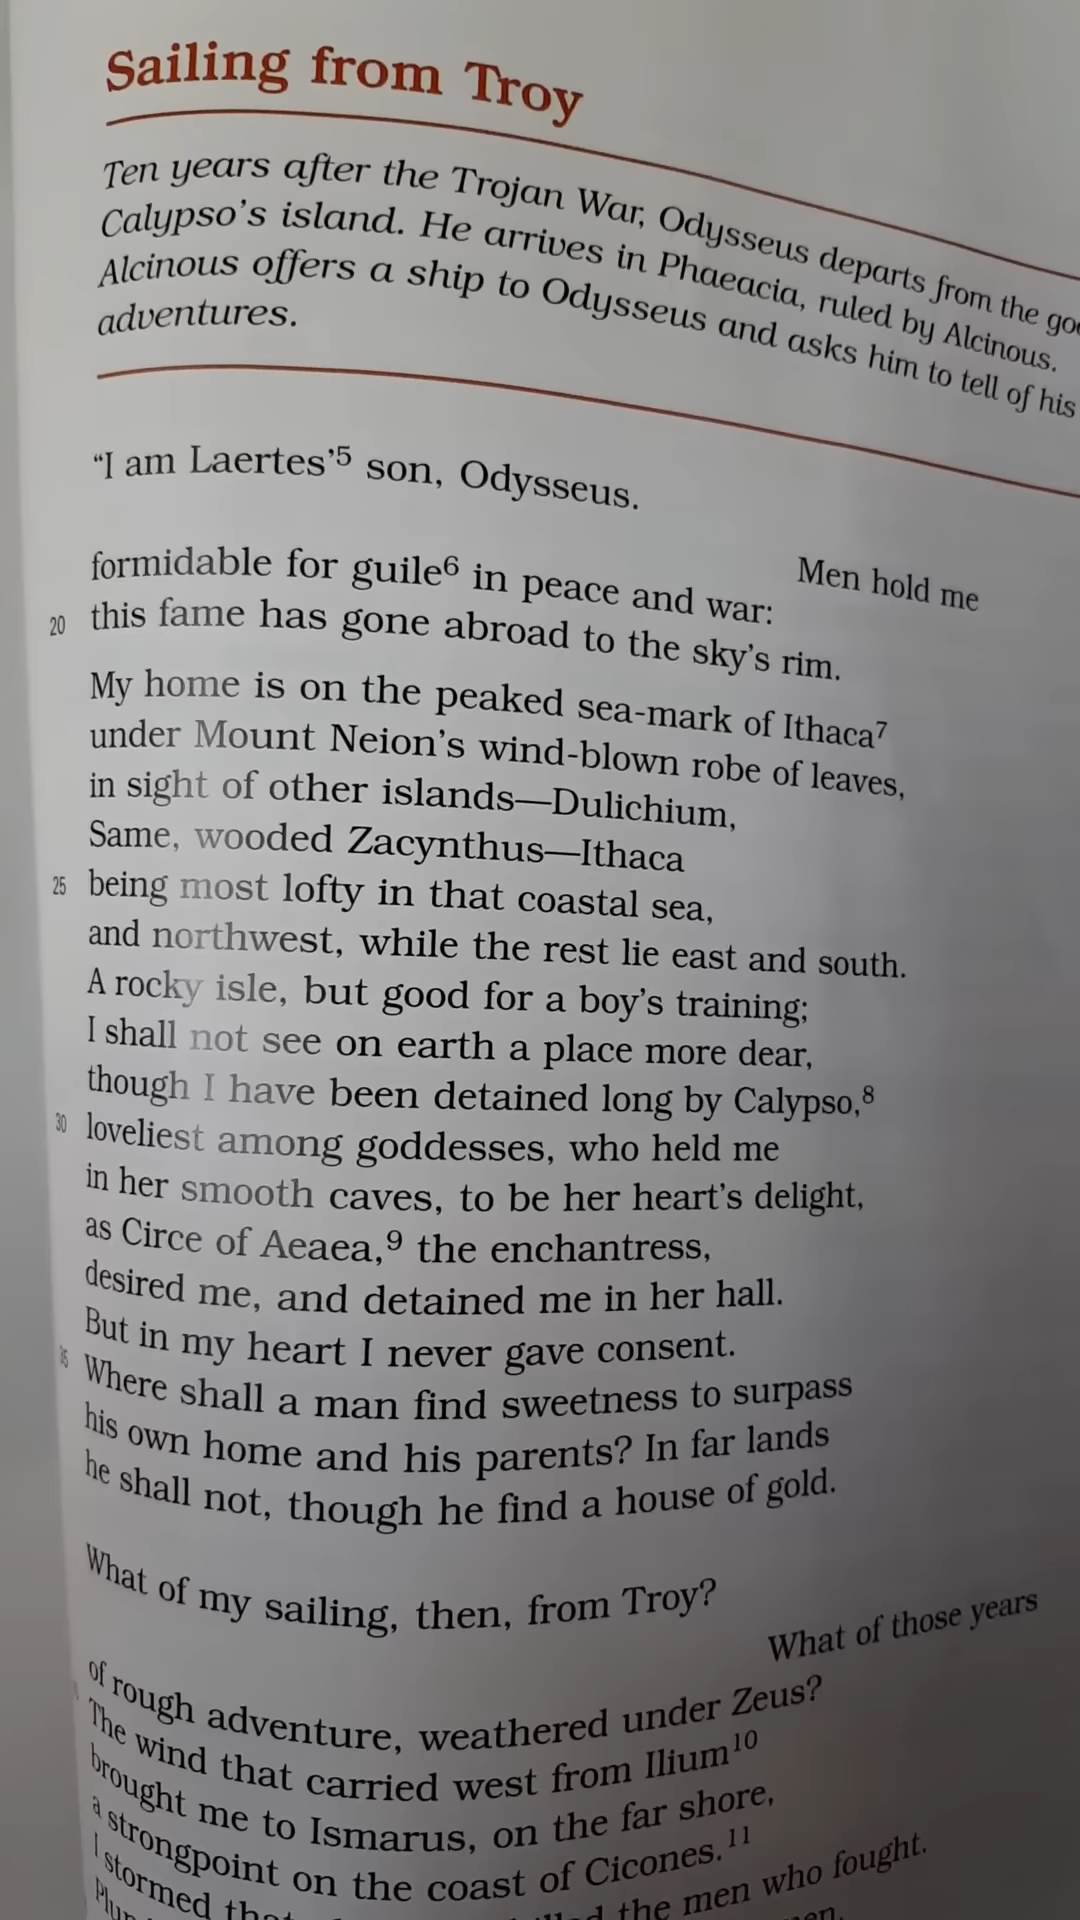 Sailing from Troy
Ten years after the Trojan War, Odysseus departs from the
Calypso's island. He arrives in Phaeacia, ruled by Alcinous.
Alcinous offers a ship to Odysseus and asks him to tell of his
adventures.
“I am Laertes’⁵ son, Odysseus.
Men hold me
formidable for guile⁶ in peace and war:
20 this fame has gone abroad to the sky’s rim.
My home is on the peaked sea-mark of Ithaca⁷
under Mount Neion’s wind-blown robe of leaves,
in sight of other islands—Dulichium,
Same, wooded Zacynthus—Ithaca
25 being most lofty in that coastal sea,
and northwest, while the rest lie east and south.
A rocky isle, but good for a boy’s training;
I shall not see on earth a place more dear,
though I have been detained long by Calypso,⁸
30 loveliest among goddesses, who held me
in her smooth caves, to be her heart’s delight,
as Circe of Aeaea,⁹ the enchantress,
desired me, and detained me in her hall.
But in my heart I never gave consent.
35 Where shall a man find sweetness to surpass
his own home and his parents? In far lands
he shall not, though he find a house of gold.
What of my sailing, then, from Troy?
What of those years
of rough adventure, weathered under Zeus?
The wind that carried west from Ilium¹⁰
brought me to Ismarus, on the far shore,
a strongpoint on the coast of Cicones.¹¹
I stormed the men who fought.